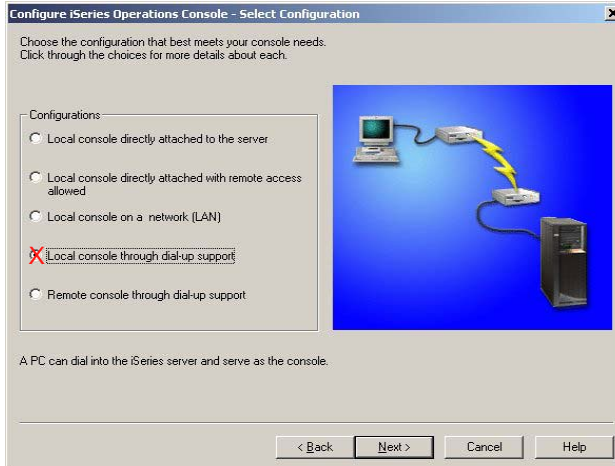 Configure iSeries Operations Console - Select Configuration
Choose the configuration that best meets your console needs.
Click through the choices for more details about each.
Configurations
Local console directly attached to the server
Local console directly attached with remote access
allowed
Local console on a network (LAN)
Local console through dial-up support
Remote console through dial-up support
A PC can dial into the iSeries server and serve as the console.
< Back
Next >
Cancel
Help